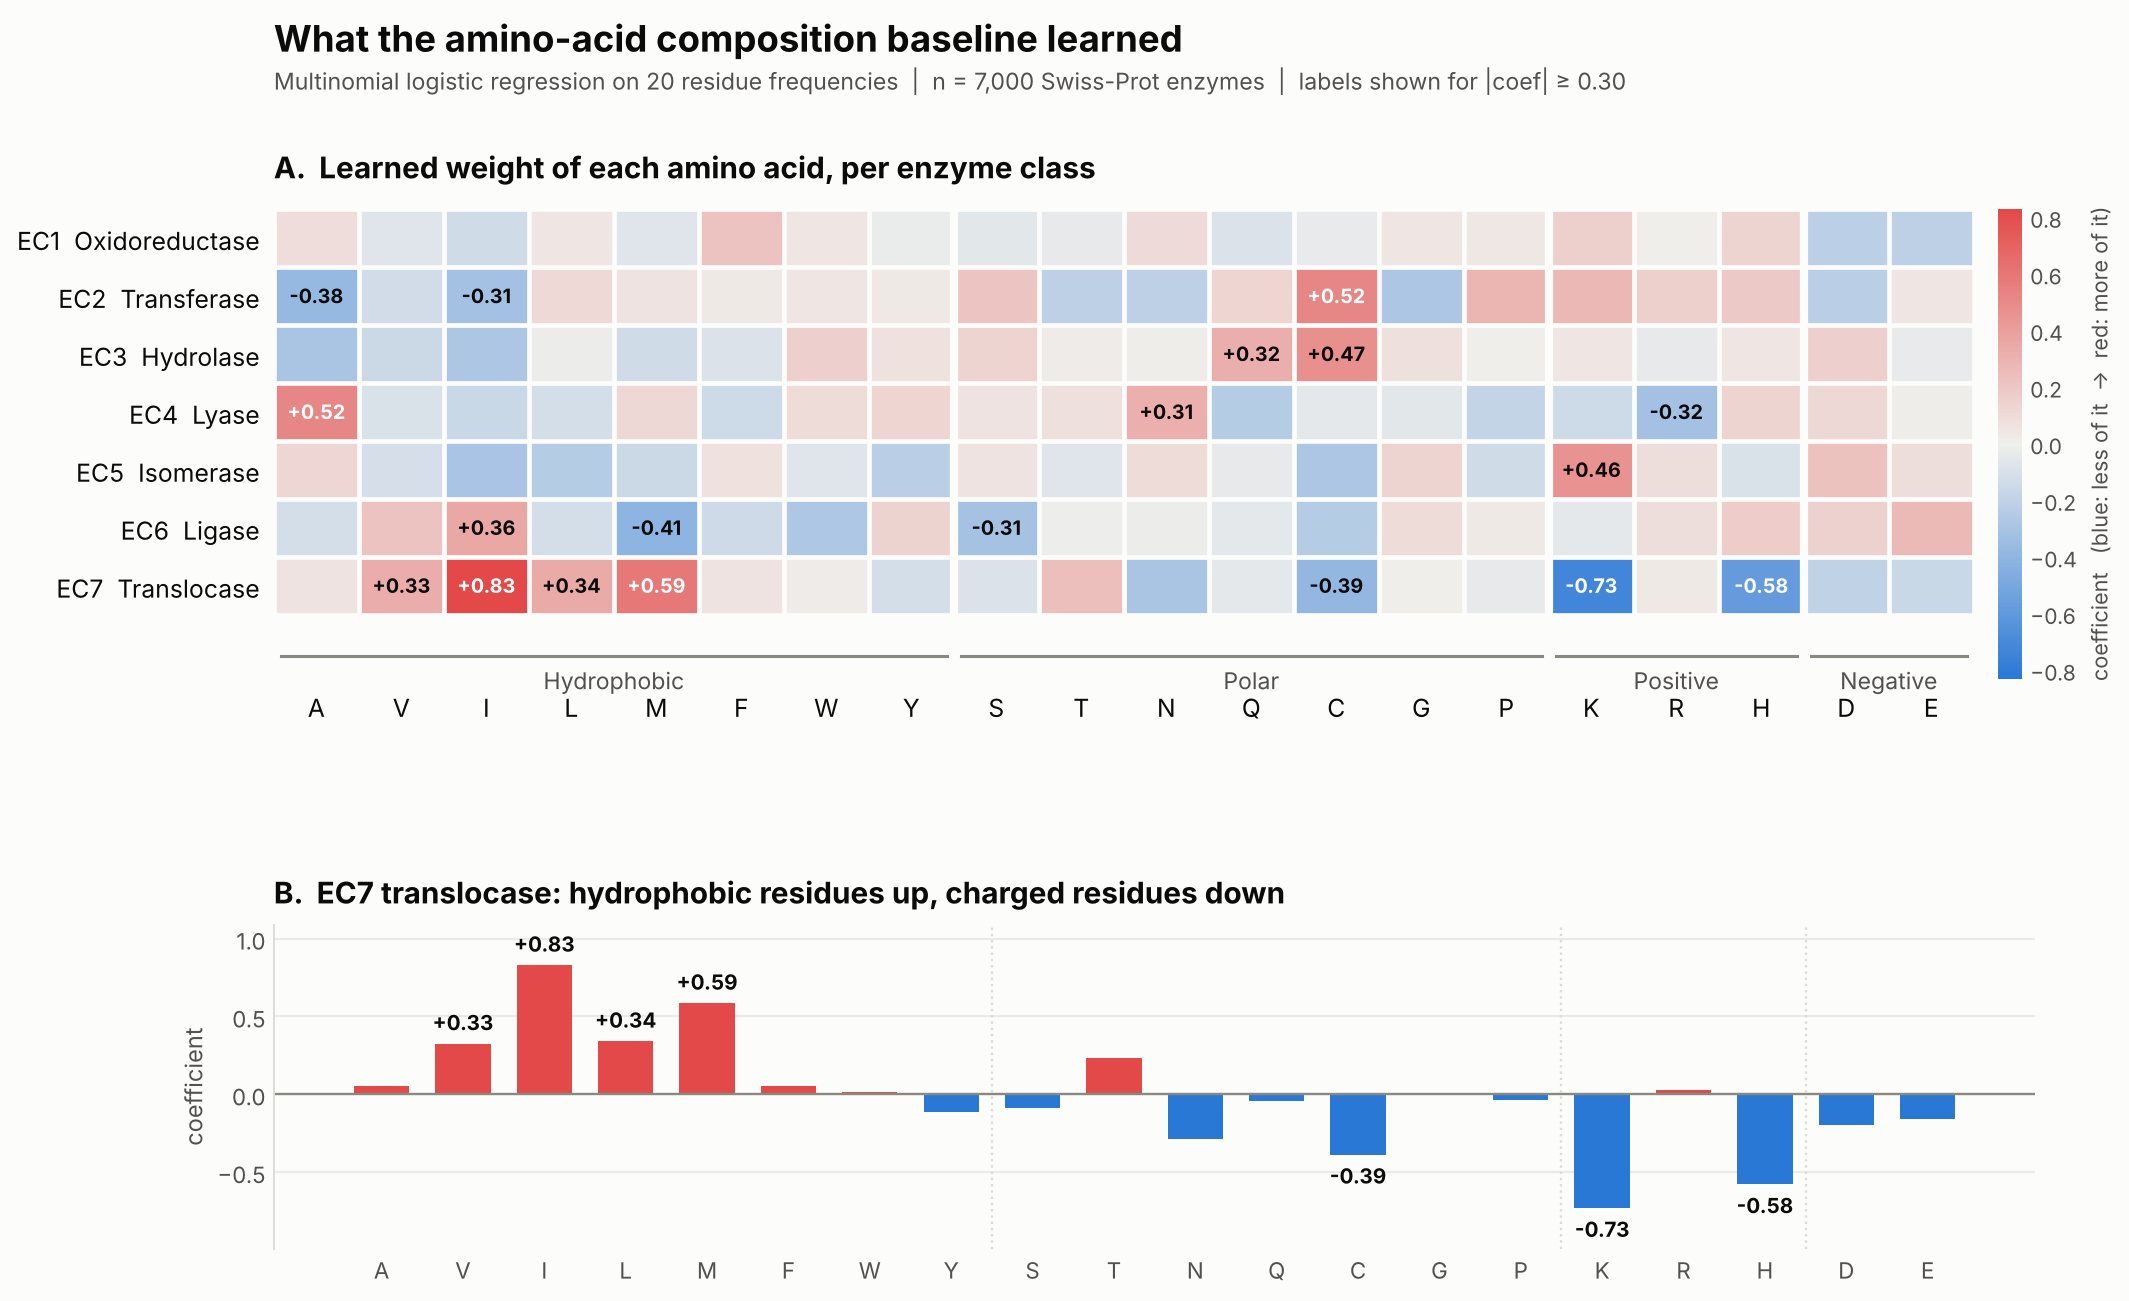 What the amino-acid composition baseline learned
Multinomial logistic regression on 20 residue frequencies | n = 7,000 Swiss-Prot enzymes | labels shown for |coef| ≥ 0.30
A. Learned weight of each amino acid, per enzyme class
EC1 Oxidoreductase
EC2 Transferase -0.38 -0.31 +0.52
EC3 Hydrolase +0.32 +0.47
EC4 Lyase +0.52 +0.31 -0.32
EC5 Isomerase +0.46
EC6 Ligase +0.36 -0.41 -0.31
EC7 Translocase +0.33 +0.83 +0.34 +0.59 -0.39 -0.73 -0.58
Hydrophobic Polar Positive Negative
A V I L M F W Y S T N Q C G P K R H D E
0.8
0.6
0.4
0.2
0.0
−0.2
−0.4
−0.6
−0.8
coefficient (blue: less of it → red: more of it)
B. EC7 translocase: hydrophobic residues up, charged residues down
coefficient
1.0
0.5
0.0
−0.5
+0.33 +0.83 +0.34 +0.59 -0.39 -0.73 -0.58
A V I L M F W Y S T N Q C G P K R H D E